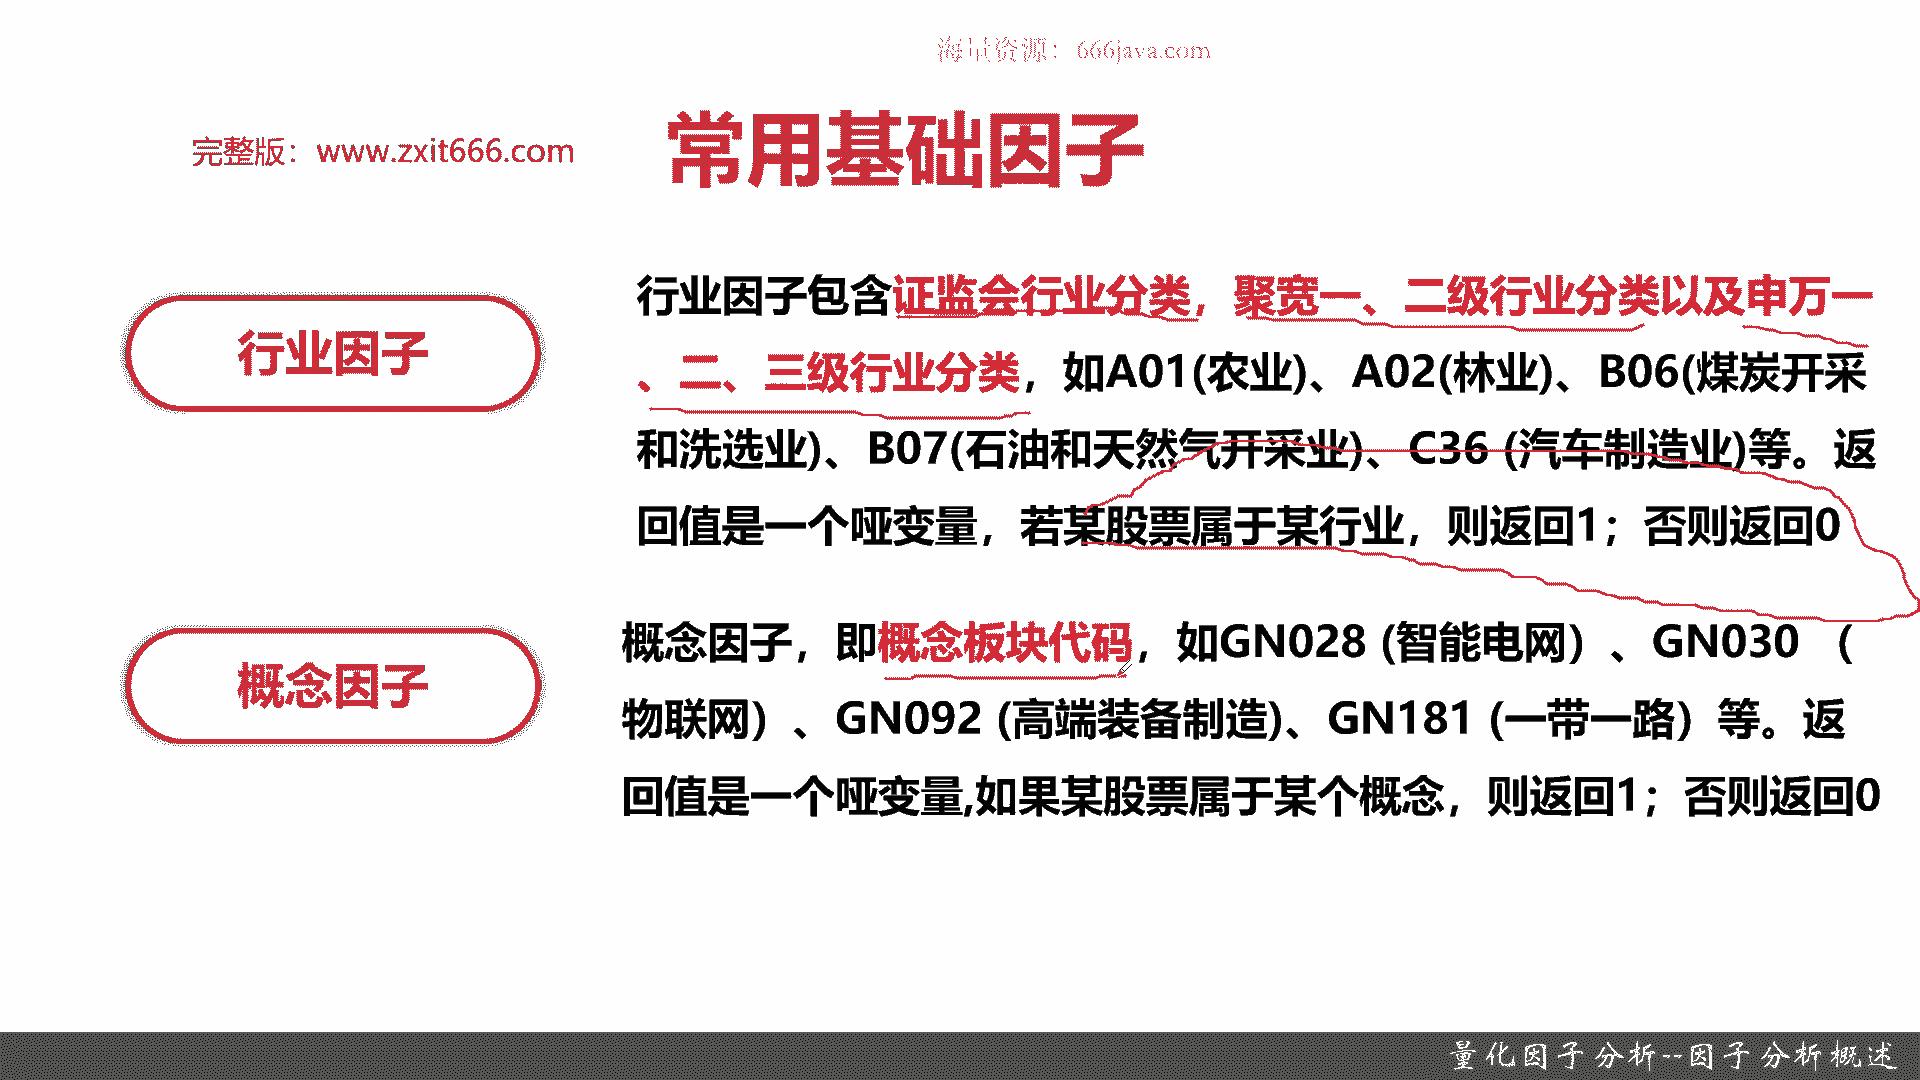 海量资源：666java.com
完整版：www.zxit666.com
常用基础因子
行业因子
行业因子包含证监会行业分类，聚宽一、二级行业分类以及申万一
、二、三级行业分类，如A01(农业)、A02(林业)、B06(煤炭开采
和洗选业)、B07(石油和天然气开采业)、C36 (汽车制造业)等。返
回值是一个哑变量，若某股票属于某行业，则返回1；否则返回0
概念因子
概念因子，即概念板块代码，如GN028 (智能电网）、GN030 （
物联网）、GN092 (高端装备制造)、GN181 (一带一路）等。返
回值是一个哑变量,如果某股票属于某个概念，则返回1；否则返回0
量化因子分析--因子分析概述